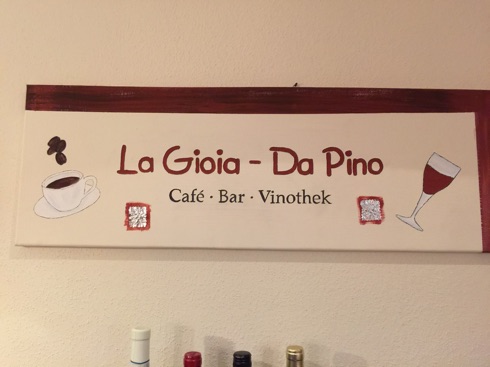 La Gioia - Da Pino
Café · Bar · Vinothek